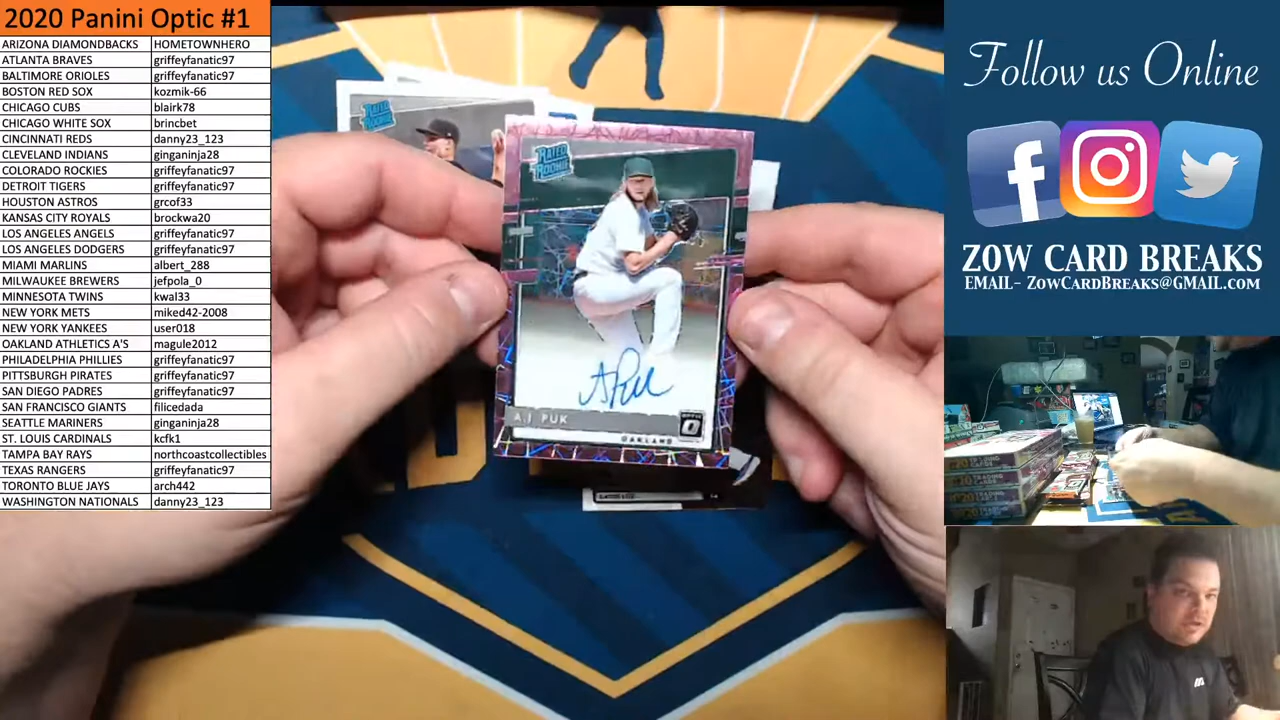 2020 Panini Optic #1
ARIZONA DIAMONDBACKS HOMETOWNHERO
ATLANTA BRAVES griffeyfanatic97
BALTIMORE ORIOLES griffeyfanatic97
BOSTON RED SOX kozmik-66
CHICAGO CUBS blairk78
CHICAGO WHITE SOX brincbet
CINCINNATI REDS danny23_123
CLEVELAND INDIANS ginganinja28
COLORADO ROCKIES griffeyfanatic97
DETROIT TIGERS griffeyfanatic97
HOUSTON ASTROS grcof33
KANSAS CITY ROYALS brockwa20
LOS ANGELES ANGELS griffeyfanatic97
LOS ANGELES DODGERS griffeyfanatic97
MIAMI MARLINS albert_288
MILWAUKEE BREWERS jefpola_0
MINNESOTA TWINS kwal33
NEW YORK METS miked42-2008
NEW YORK YANKEES user018
OAKLAND ATHLETICS A'S magule2012
PHILADELPHIA PHILLIES griffeyfanatic97
PITTSBURGH PIRATES griffeyfanatic97
SAN DIEGO PADRES griffeyfanatic97
SAN FRANCISCO GIANTS filicedada
SEATTLE MARINERS ginganinja28
ST. LOUIS CARDINALS kcfk1
TAMPA BAY RAYS northcoastcollectibles
TEXAS RANGERS griffeyfanatic97
TORONTO BLUE JAYS arch442
WASHINGTON NATIONALS danny23_123
RATED ROOKIE
RATED ROOKIE
A Puk
A.J. PUK
OPTIC
OAKLAND
Follow us Online
ZOW CARD BREAKS
EMAIL- ZOWCARDBREAKS@GMAIL.COM